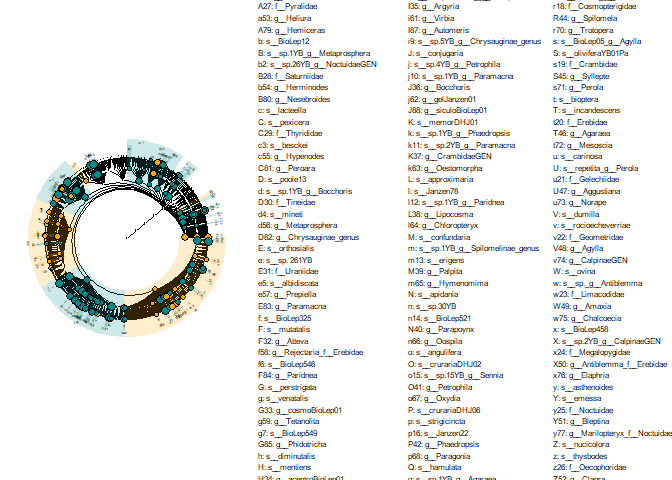 A27: f__Pyralidae
a53: g__Heliura
A79: g__Hemiceras
b: s__BioLep12
B: s__sp.1YB_g__Metasprosphera
b2: s__sp.26YB_g__NoctuidaeGEN
B28: f__Saturniidae
b54: g__Herminodes
B80: g__Nesebroides
c: s__lacteella
C: s__pexicera
C29: f__Thyrididae
c3: s__besckei
c55: g__Hypenodes
C81: g__Peroara
D: s__poole13
d: s__sp.1YB_g__Bocchoris
D30: f__Tineidae
d4: s__mineti
d56: g__Metaprosphera
D82: g__Chrysauginae_genus
E: s__orthosialis
e: s__sp. 261YB
E31: f__Uraniidae
e5: s__albidiscata
e57: g__Prepiella
E83: g__Paramacna
f: s__BioLep325
F: s__mutatalis
F32: g__Atteva
f58: g__Rejectaria_f__Erebidae
f6: s__BioLep546
F84: g__Paridnea
G: s__perstrigata
g: s__venatalis
G33: g__cosmoBioLep01
g59: g__Tetanolita
g7: s__BioLep549
G85: g__Phidotricha
h: s__diminutalis
H: s__mentiens
H34: g__acentroBioLep01
I35: g__Argyria
i61: g__Virbia
I87: g__Automeris
i9: s__sp.5YB_g__Chrysauginae_genus
J: s__conjugaria
j: s__sp.4YB_g__Petrophila
j10: s__sp.1YB_g__Paramacna
J36: g__Bocchoris
j62: g__gelJanzen01
J88: g__siculoBioLep01
K: s__memorDHJ01
k: s__sp.1YB_g__Phaedropsis
k11: s__sp.2YB_g__Paramacna
K37: g__CrambidaeGEN
k63: g__Oestomorpha
L: s__approximaria
l: s__Janzen78
l12: s__sp.1YB_g__Paridnea
L38: g__Lipocosma
l64: g__Chloropteryx
M: s__confundaria
m: s__sp.1YB_g__Spilomelinae_genus
m13: s__erigens
M39: g__Palpita
m65: g__Hymenomima
N: s__apidania
n: s__sp.30YB
n14: s__BioLep521
N40: g__Parapoynx
n66: g__Oospila
o: s__angulifera
O: s__crurariaDHJ02
o15: s__sp.15YB_g__Sennia
O41: g__Petrophila
o67: g__Oxydia
P: s__crurariaDHJ06
p: s__strigicincta
p16: s__Janzen22
P42: g__Phaedropsis
p68: g__Paragonia
Q: s__hamulata
q: s__sp.1YB_g__Agaraea
r18: f__Cosmopterigidae
R44: g__Spilomela
r70: g__Trotopera
s: s__BioLep05_g__Agylla
S: s__oliveraYB01Pa
s19: f__Crambidae
S45: g__Syllepte
s71: g__Perola
t: s__bioptera
T: s__incandescens
t20: f__Erebidae
T46: g__Agaraea
t72: g__Mesoscia
u: s__carinosa
U: s__repetita_g__Perola
u21: f__Gelechiidae
U47: g__Aggustiana
u73: g__Norape
V: s__dumilla
v: s__rocioecheverriae
v22: f__Geometridae
V48: g__Agylla
v74: g__CalpinaeGEN
W: s__ovina
w: s__sp._g__Antiblemma
w23: f__Limacodidae
W49: g__Amaxia
w75: g__Chalcoecia
x: s__BioLep458
X: s__sp.2YB_g__CalpinaeGEN
x24: f__Megalopygidae
X50: g__Antiblemma_f__Erebidae
x76: g__Elaphria
y: s__asthenoides
Y: s__emessa
y25: f__Noctuidae
Y51: g__Bleptina
y77: g__Marilopteryx_f__Noctuidae
Z: s__nucicolora
z: s__thysbodes
z26: f__Oecophoridae
Z52: g__Clapra